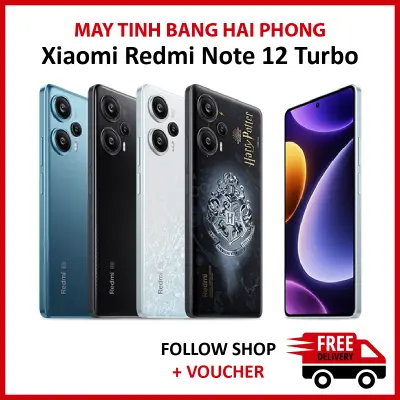 MAY TINH BANG HAI PHONG
Xiaomi Redmi Note 12 Turbo
Harry Potter
Redmi
Redmi
Redmi
Redmi
FOLLOW SHOP
+ VOUCHER
FREE
DELIVERY